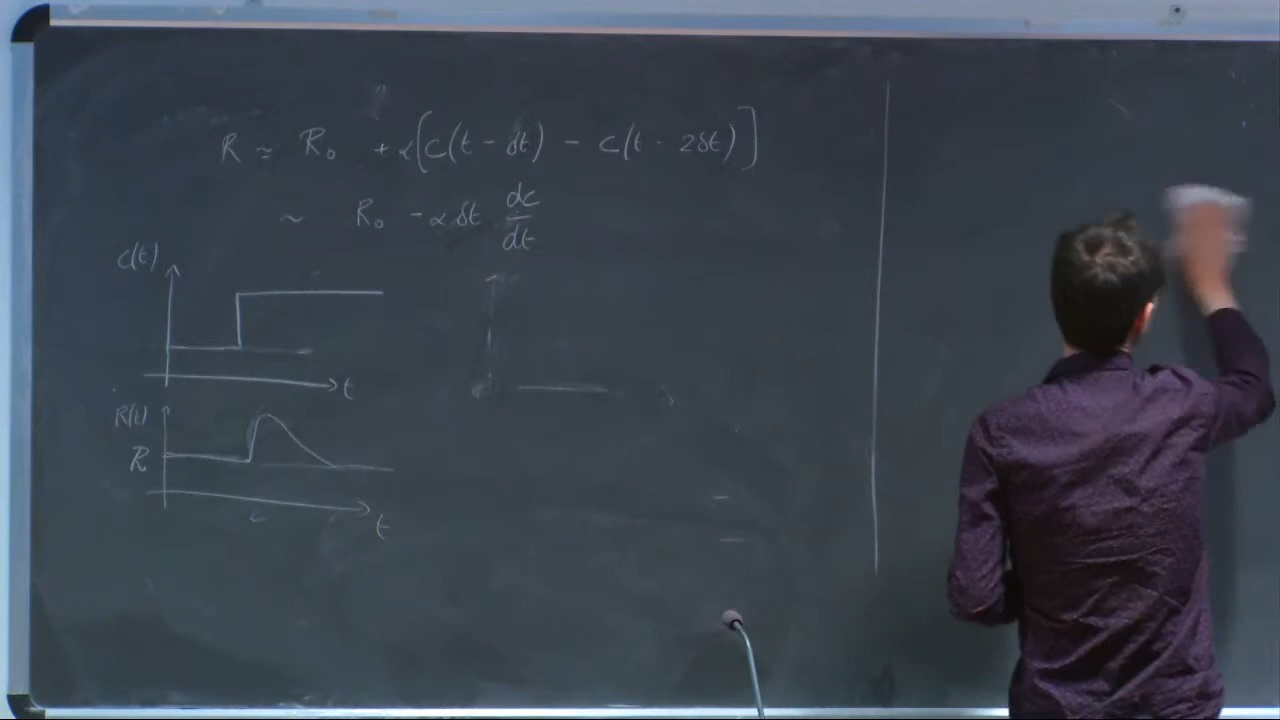 R ≃ R₀ + α[C(t - δt) - C(t - 2δt)]
~ R₀ - α δt dc/dt
C(t)
t
R(t)
R
t